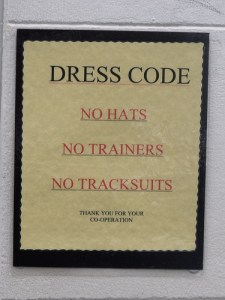 DRESS CODE
NO HATS
NO TRAINERS
NO TRACKSUITS
THANK YOU FOR YOUR
CO-OPERATION